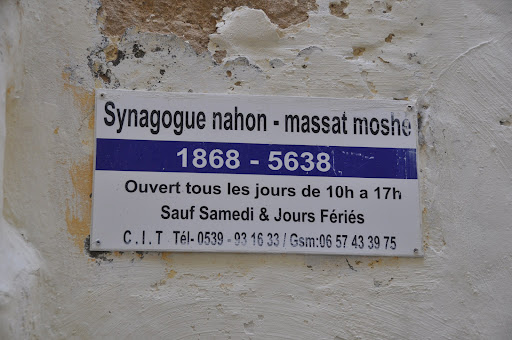 Synagogue nahon - massat moshe
1868 - 5638
Ouvert tous les jours de 10h a 17h
Sauf Samedi & Jours Fériés
C.I.T Tél- 0539 - 93 16 33 / Gsm:06 57 43 39 75